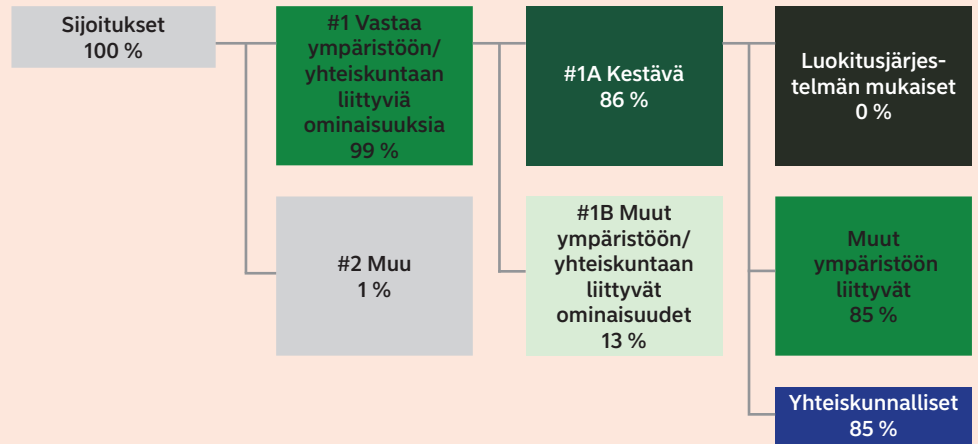 Sijoitukset
100 %
#1 Vastaa
ympäristöön/
yhteiskuntaan
liittyviä
ominaisuuksia
99 %
#2 Muu
1 %
#1A Kestävä
86 %
#1B Muut
ympäristöön/
yhteiskuntaan
liittyvät
ominaisuudet
13 %
Luokitusjärjes-
telmän mukaiset
0 %
Muut
ympäristöön
liittyvät
85 %
Yhteiskunnalliset
85 %